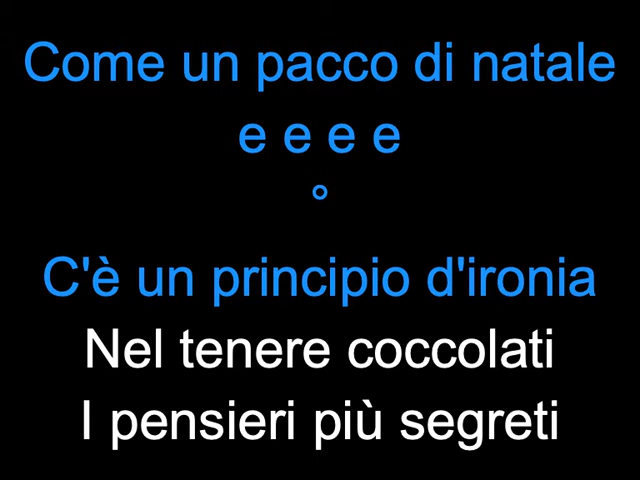 Come un pacco di natale
e e e e
°
C'è un principio d'ironia
Nel tenere coccolati
I pensieri più segreti